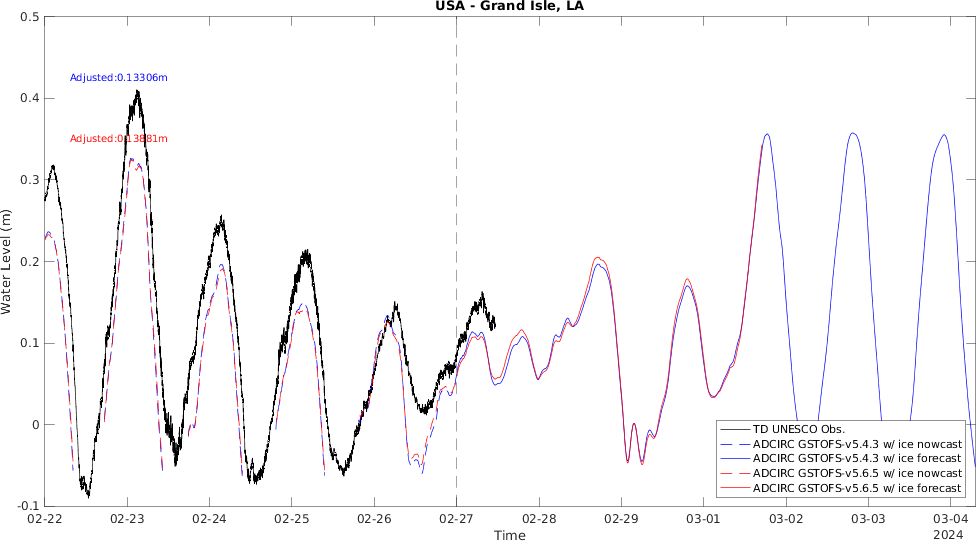 USA - Grand Isle, LA
0.5
Adjusted:0.13306m
0.4
Adjusted:0.13881m
0.3
0.2
0.1
0
-0.1
Water Level (m)
TD UNESCO Obs.
ADCIRC GSTOFS-v5.4.3 w/ ice nowcast
ADCIRC GSTOFS-v5.4.3 w/ ice forecast
ADCIRC GSTOFS-v5.6.5 w/ ice nowcast
ADCIRC GSTOFS-v5.6.5 w/ ice forecast
02-22 02-23 02-24 02-25 02-26 02-27 02-28 02-29 03-01 03-02 03-03 03-04
Time
2024